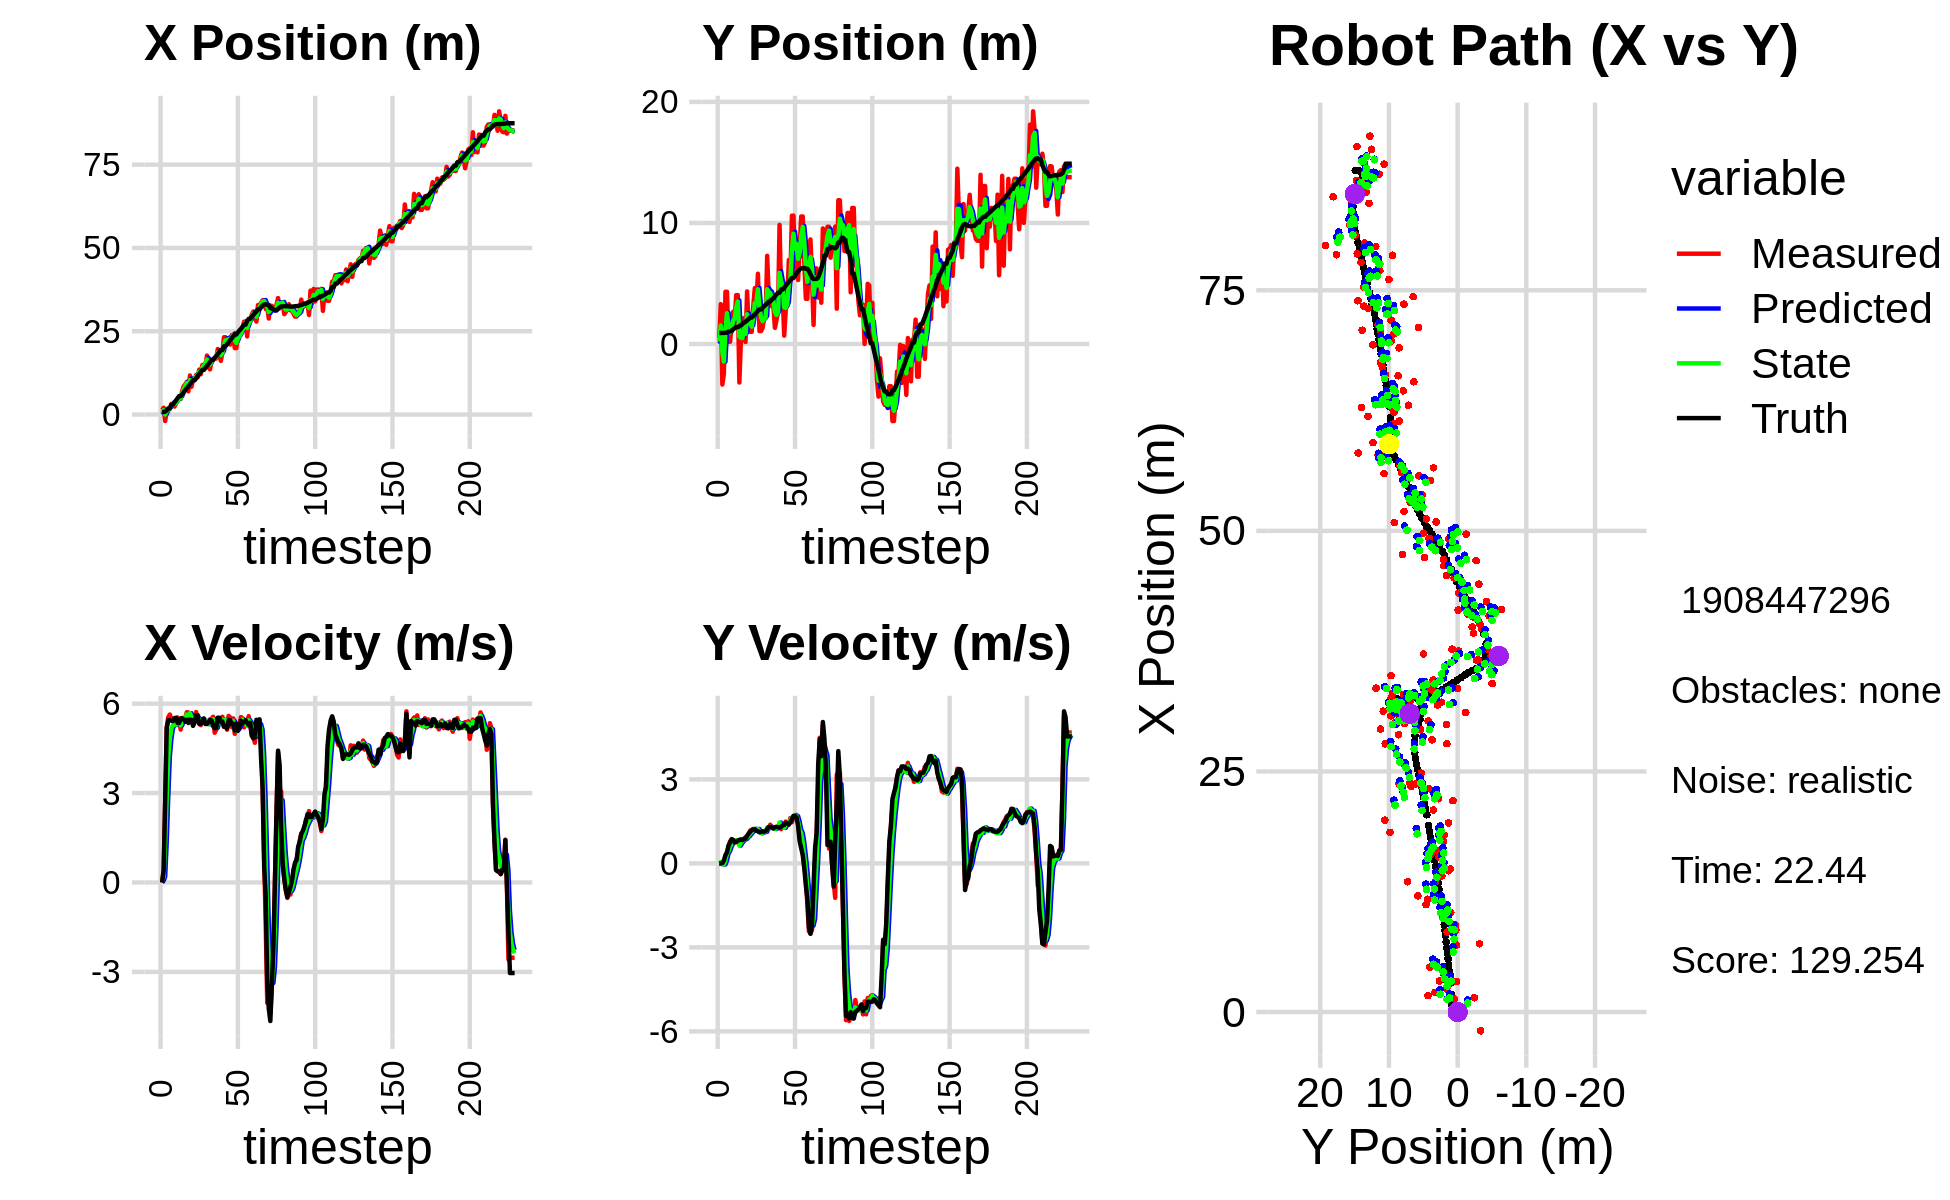 X Position (m)
75
50
25
0
0 50 100 150 200
timestep
Y Position (m)
20
10
0
0 50 100 150 200
timestep
X Velocity (m/s)
6
3
0
-3
0 50 100 150 200
timestep
Y Velocity (m/s)
3
0
-3
-6
0 50 100 150 200
timestep
Robot Path (X vs Y)
X Position (m)
75
50
25
0
20 10 0 -10 -20
Y Position (m)
variable
Measured
Predicted
State
Truth
1908447296
Obstacles: none
Noise: realistic
Time: 22.44
Score: 129.254